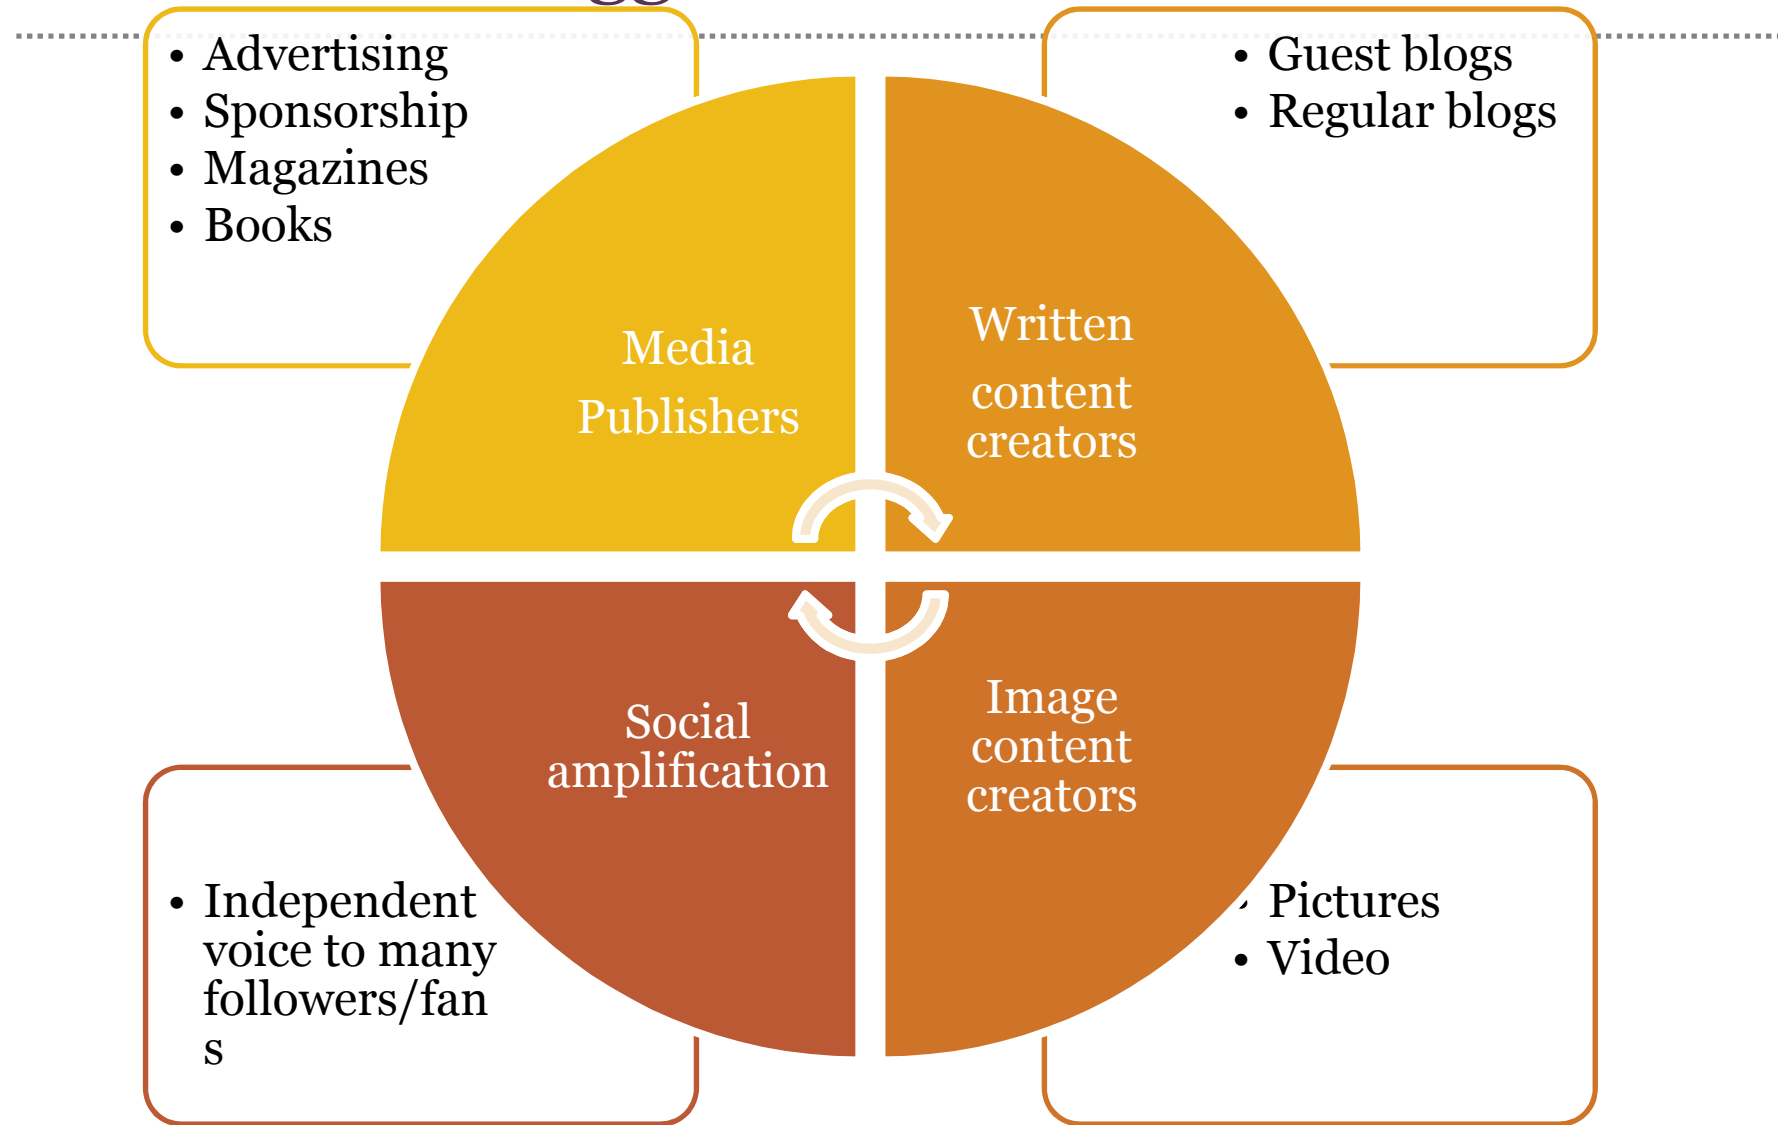 • Advertising
• Sponsorship
• Magazines
• Books
• Guest blogs
• Regular blogs
Media
Publishers
Written
content
creators
Social
amplification
Image
content
creators
• Independent
voice to many
followers/fan
s
• Pictures
• Video